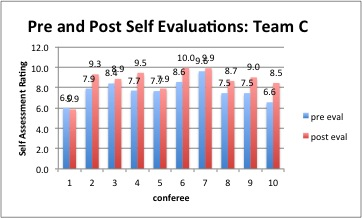 Pre and Post Self Evaluations: Team C
Self Assessment Rating
12.0
10.0
8.0
6.0
4.0
2.0
0.0
6.0 5.9 7.9 9.3 8.4 8.9 7.7 9.5 7.7 7.9 8.6 10.0 9.6 9.9 7.5 8.7 7.5 9.0 6.6 8.5
1 2 3 4 5 6 7 8 9 10
conferee
pre eval
post eval